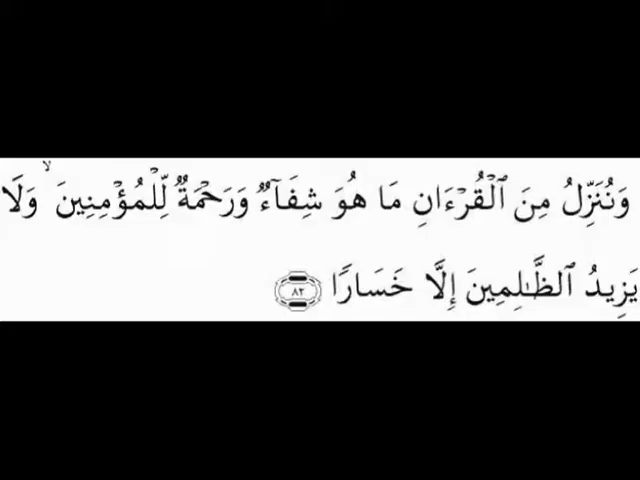 وَنُنَزِّلُ مِنَ ٱلْقُرْءَانِ مَا هُوَ شِفَآءٌ وَرَحْمَةٌ لِّلْمُؤْمِنِينَ ۙ وَلَا
يَزِيدُ ٱلظَّـٰلِمِينَ إِلَّا خَسَارًا ٨٢